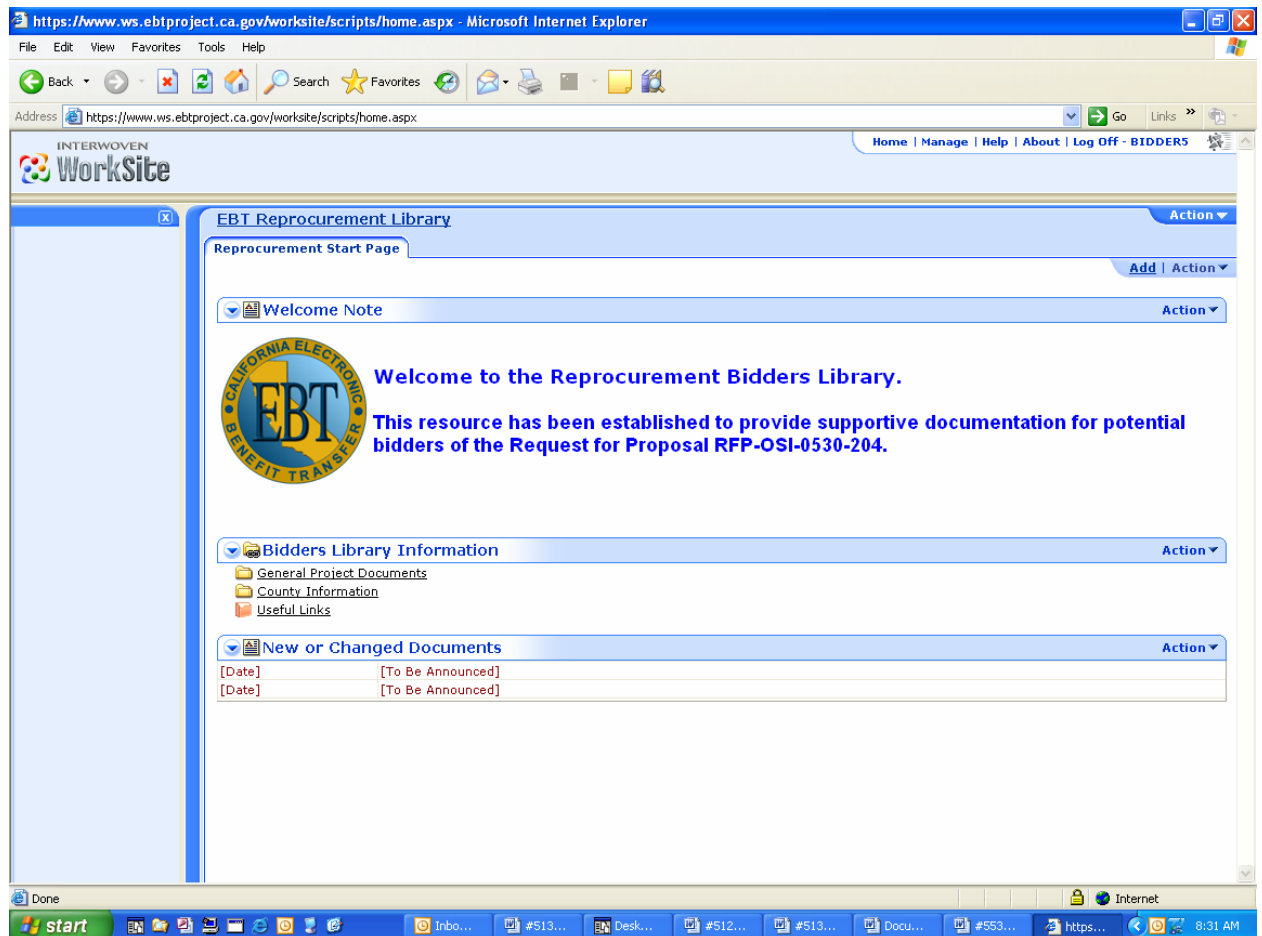 https://www.ws.ebtproject.ca.gov/worksite/scripts/home.aspx - Microsoft Internet Explorer
File Edit View Favorites Tools Help
Back Search Favorites
Address https://www.ws.ebtproject.ca.gov/worksite/scripts/home.aspx Go Links »
INTERWOVEN
WorkSite
Home | Manage | Help | About | Log Off - BIDDER5
EBT Reprocurement Library Action
Reprocurement Start Page
Add | Action
Welcome Note Action
CALIFORNIA ELECTRONIC
EBT
BENEFIT TRANSFER
Welcome to the Reprocurement Bidders Library.
This resource has been established to provide supportive documentation for potential
bidders of the Request for Proposal RFP-OSI-0530-204.
Bidders Library Information Action
General Project Documents
County Information
Useful Links
New or Changed Documents Action
[Date] [To Be Announced]
[Date] [To Be Announced]
Done Internet
start Inbo... #513... Desk... #512... #513... Docu... #553... https... 8:31 AM